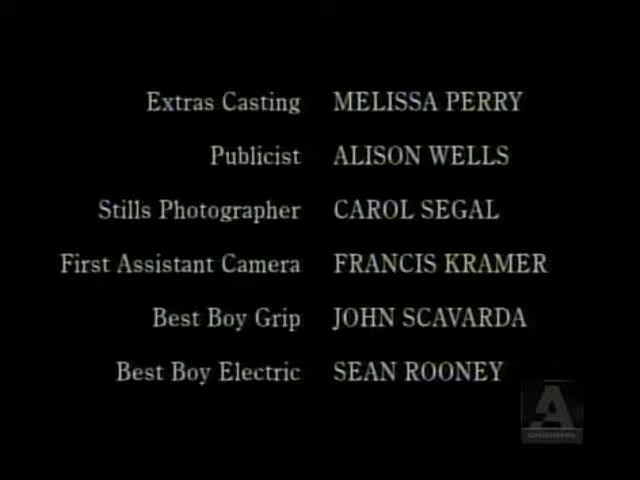 Extras Casting MELISSA PERRY
Publicist ALISON WELLS
Stills Photographer CAROL SEGAL
First Assistant Camera FRANCIS KRAMER
Best Boy Grip JOHN SCAVARDA
Best Boy Electric SEAN ROONEY
A
CHANNEL